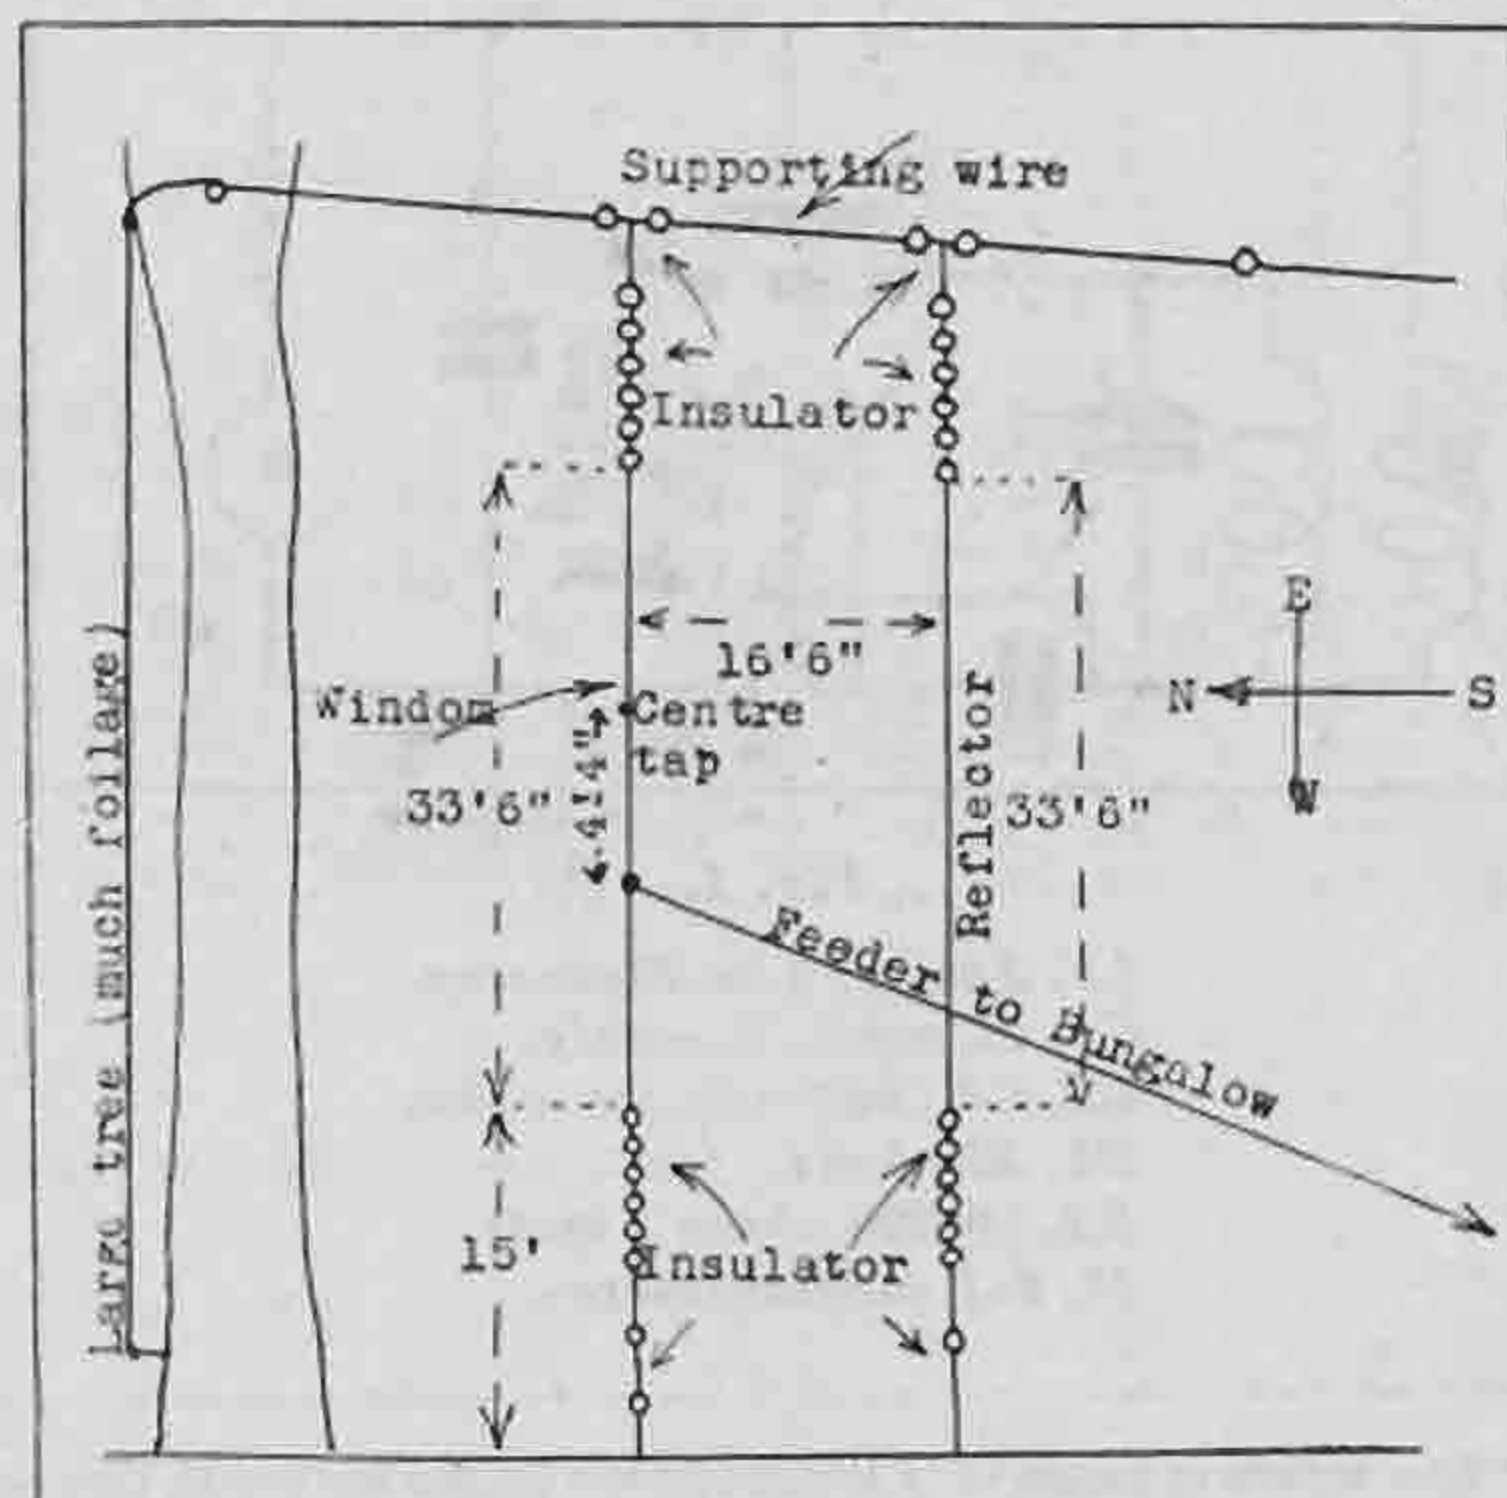 Supporting wire
Insulator
E
16'6"
N
S
Windom
Centre
tap
4'4"
33'6"
Reflector
33'6"
W
Large tree (much foilage)
Feeder to Bungalow
15'
Insulator